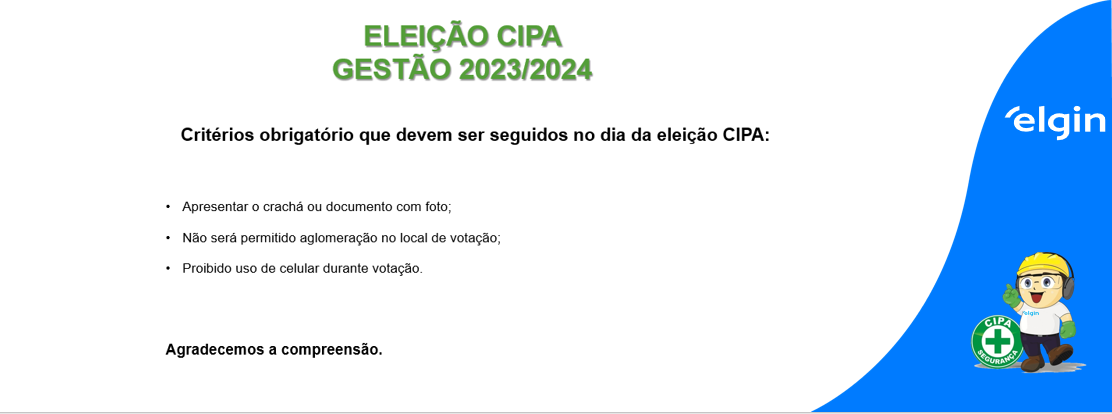 ELEIÇÃO CIPA
GESTÃO 2023/2024
Critérios obrigatório que devem ser seguidos no dia da eleição CIPA:
• Apresentar o crachá ou documento com foto;
• Não será permitido aglomeração no local de votação;
• Proibido uso de celular durante votação.
Agradecemos a compreensão.
elgin
elgin
CIPA
SEGURANÇA